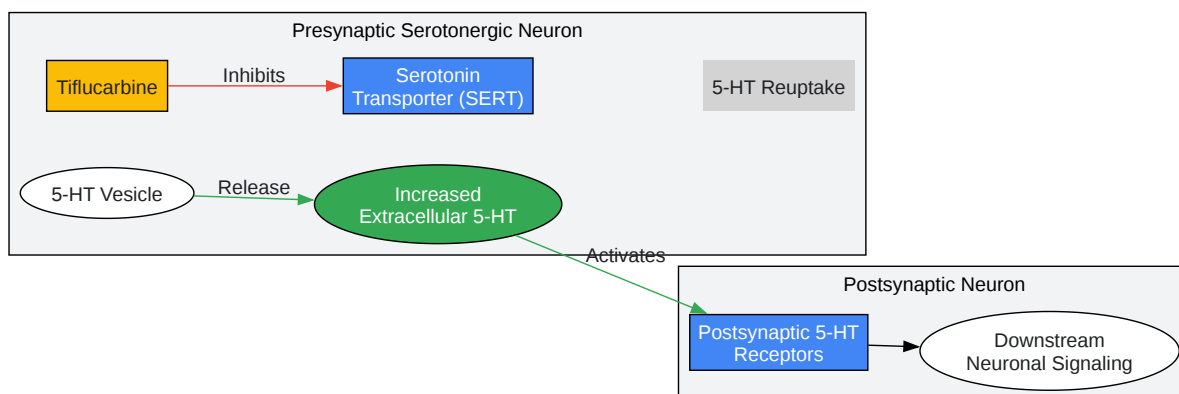 Presynaptic Serotonergic Neuron
Tiflucarbine
Inhibits
Serotonin
Transporter (SERT)
5-HT Reuptake
5-HT Vesicle
Release
Increased
Extracellular 5-HT
Activates
Postsynaptic Neuron
Postsynaptic 5-HT
Receptors
Downstream
Neuronal Signaling